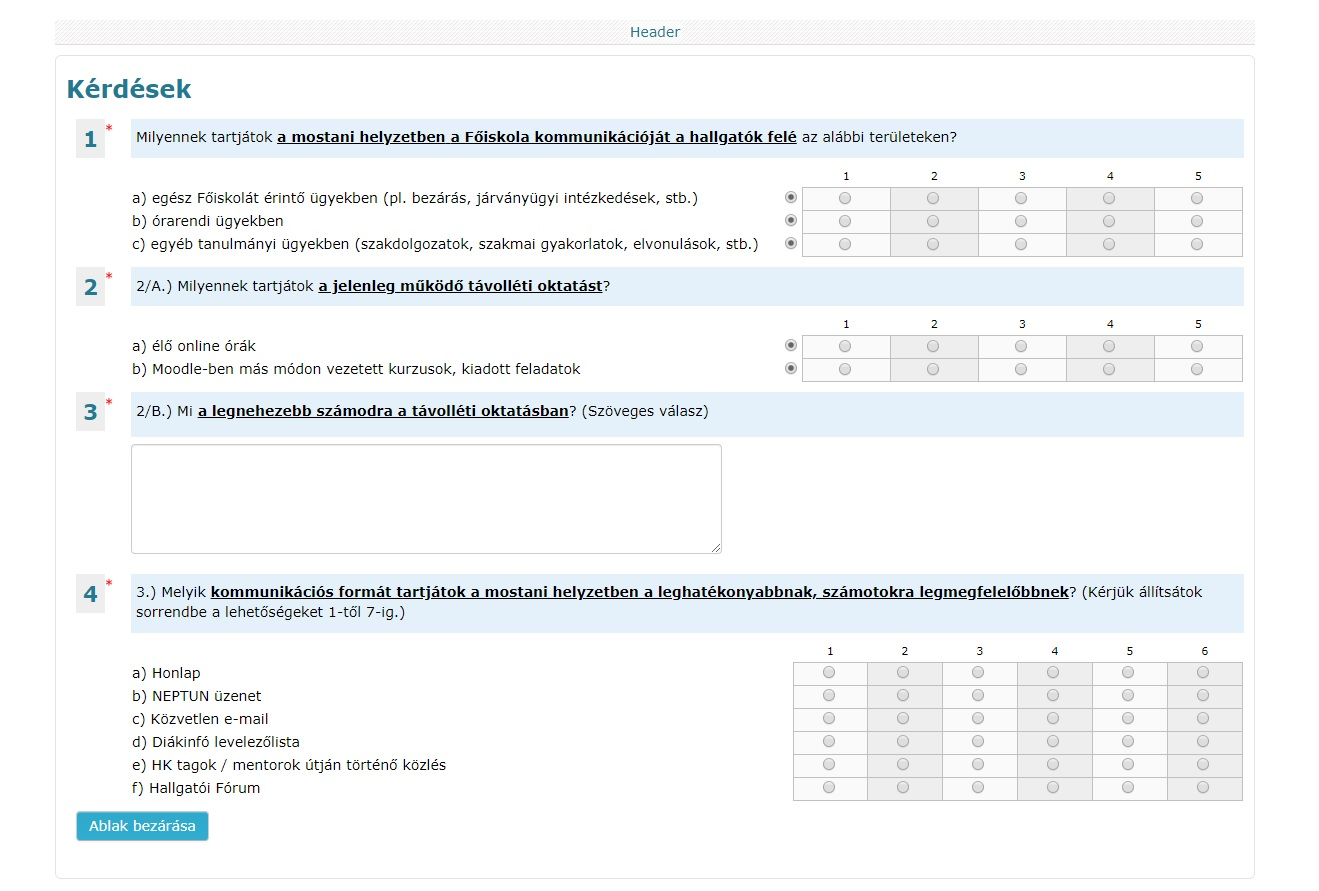 Header
Kérdések
1 * Milyennek tartjátok a mostani helyzetben a Főiskola kommunikációját a hallgatók felé az alábbi területeken?
1 2 3 4 5
a) egész Főiskolát érintő ügyekben (pl. bezárás, járványügyi intézkedések, stb.)
b) órarendi ügyekben
c) egyéb tanulmányi ügyekben (szakdolgozatok, szakmai gyakorlatok, elvonulások, stb.)
2 * 2/A.) Milyennek tartjátok a jelenleg működő távolléti oktatást?
1 2 3 4 5
a) élő online órák
b) Moodle-ben más módon vezetett kurzusok, kiadott feladatok
3 * 2/B.) Mi a legnehezebb számodra a távolléti oktatásban? (Szöveges válasz)
4 * 3.) Melyik kommunikációs formát tartjátok a mostani helyzetben a leghatékonyabbnak, számotokra legmegfelelőbbnek? (Kérjük állítsátok
sorrendbe a lehetőségeket 1-től 7-ig.)
1 2 3 4 5 6
a) Honlap
b) NEPTUN üzenet
c) Közvetlen e-mail
d) Diákinfó levelezőlista
e) HK tagok / mentorok útján történő közlés
f) Hallgatói Fórum
Ablak bezárása